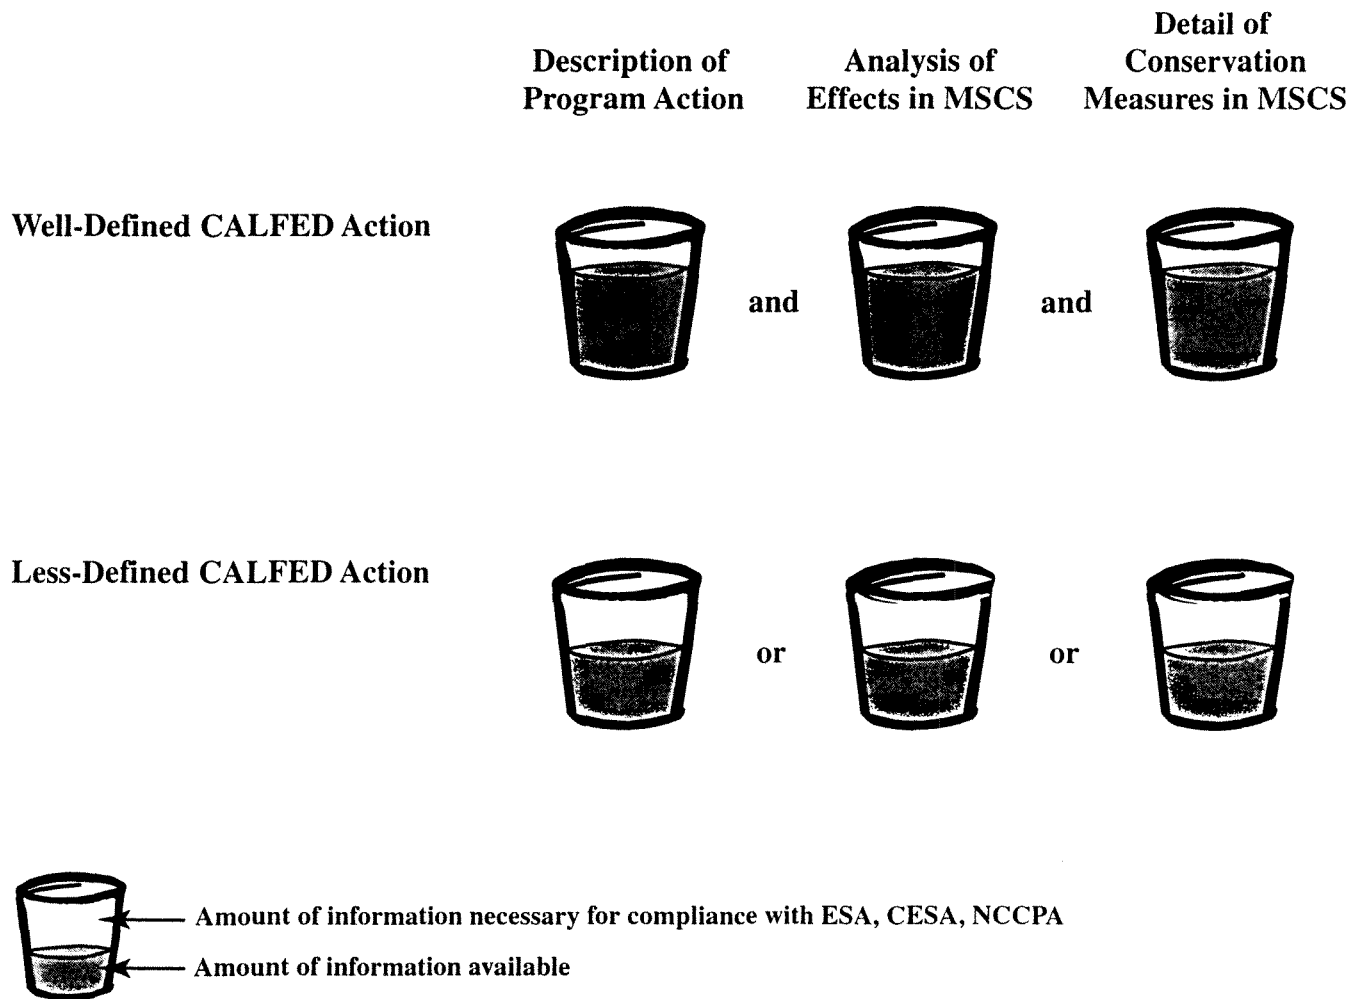 Description of
Program Action
Analysis of
Effects in MSCS
Detail of
Conservation
Measures in MSCS
Well-Defined CALFED Action
and
and
Less-Defined CALFED Action
or
or
Amount of information necessary for compliance with ESA, CESA, NCCPA
Amount of information available